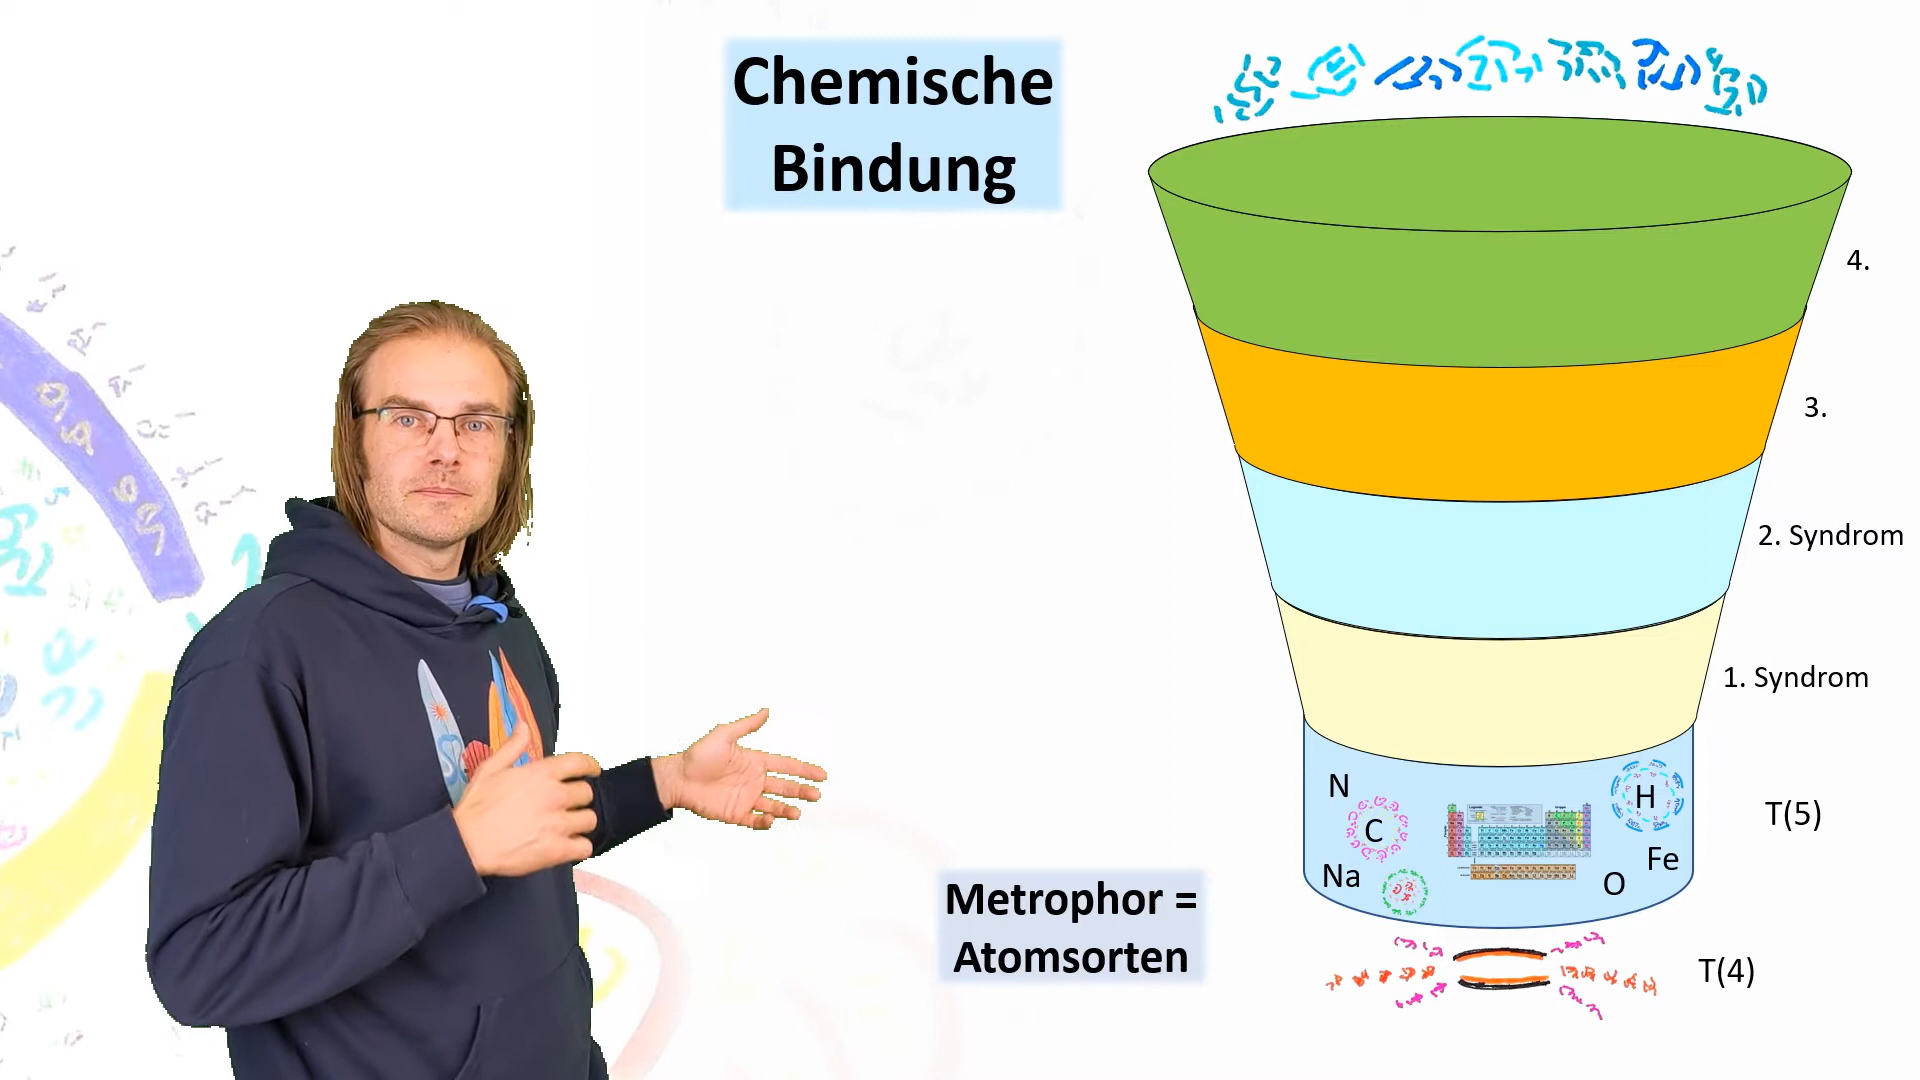 Chemische
Bindung
4.
3.
2. Syndrom
1. Syndrom
N
H
C
T(5)
Fe
Na
O
Metrophor =
Atomsorten
T(4)